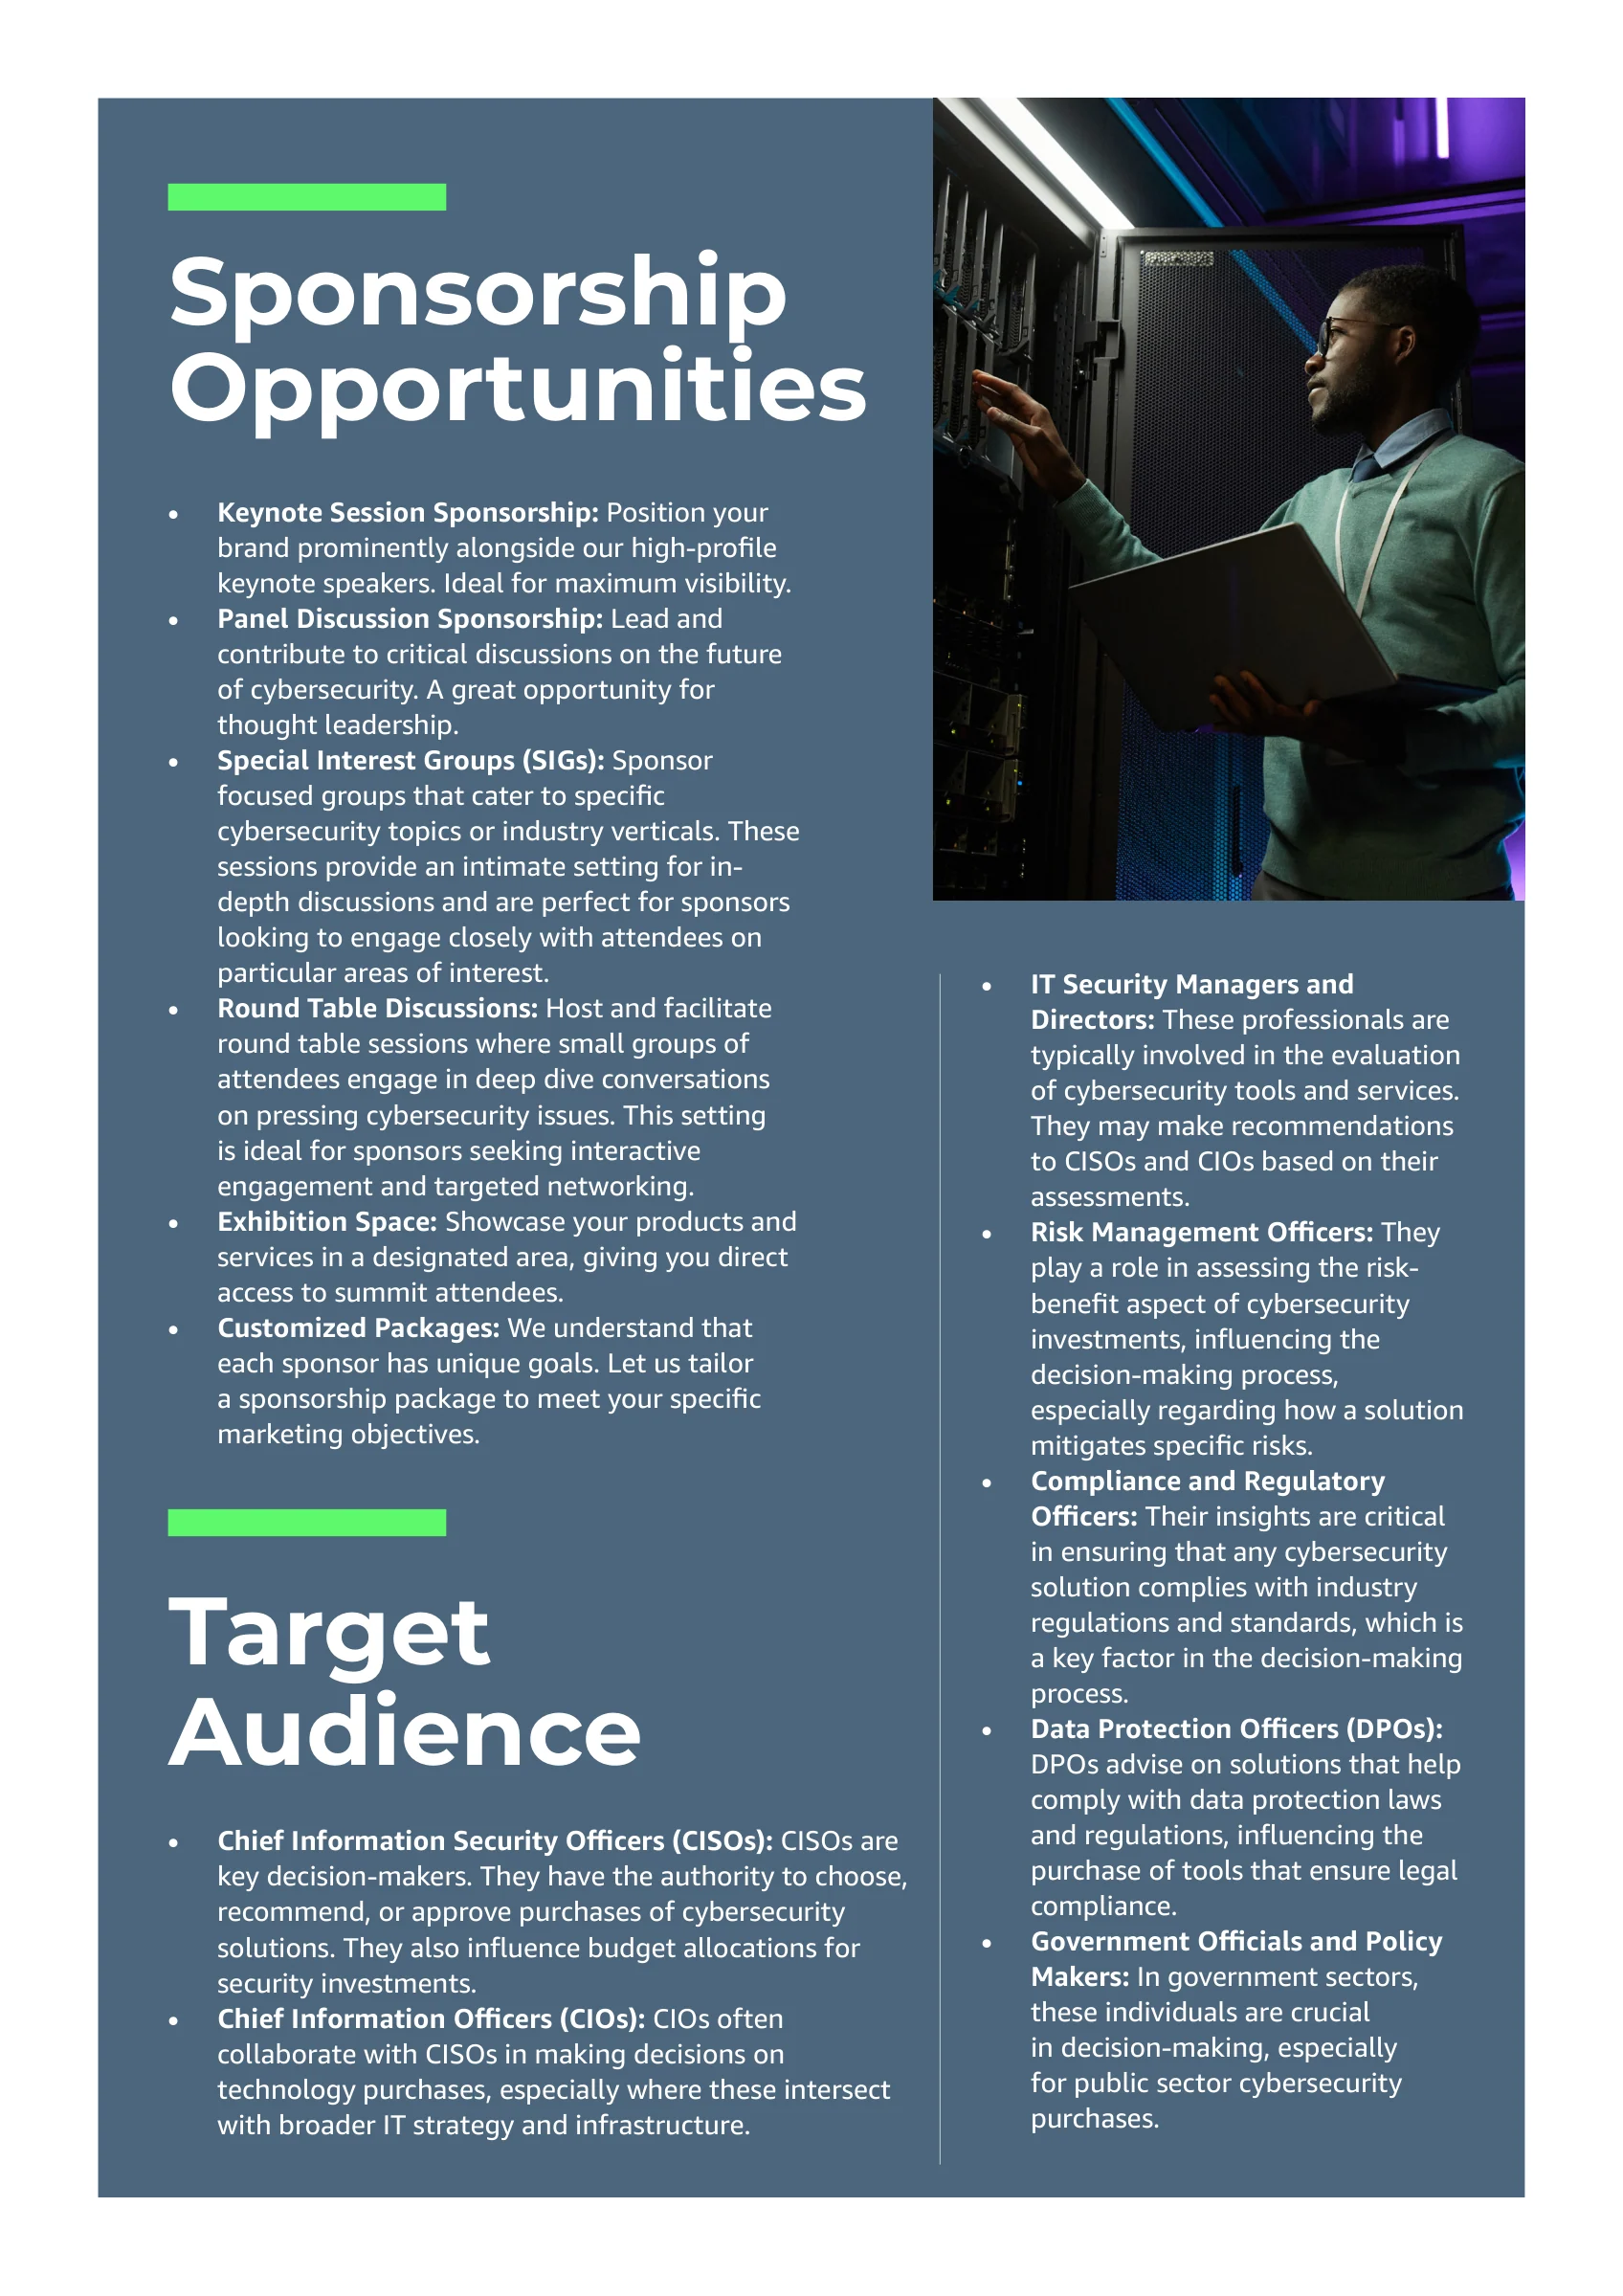 Sponsorship
Opportunities
• Keynote Session Sponsorship: Position your
brand prominently alongside our high-profile
keynote speakers. Ideal for maximum visibility.
• Panel Discussion Sponsorship: Lead and
contribute to critical discussions on the future
of cybersecurity. A great opportunity for
thought leadership.
• Special Interest Groups (SIGs): Sponsor
focused groups that cater to specific
cybersecurity topics or industry verticals. These
sessions provide an intimate setting for in-
depth discussions and are perfect for sponsors
looking to engage closely with attendees on
particular areas of interest.
• Round Table Discussions: Host and facilitate
round table sessions where small groups of
attendees engage in deep dive conversations
on pressing cybersecurity issues. This setting
is ideal for sponsors seeking interactive
engagement and targeted networking.
• Exhibition Space: Showcase your products and
services in a designated area, giving you direct
access to summit attendees.
• Customized Packages: We understand that
each sponsor has unique goals. Let us tailor
a sponsorship package to meet your specific
marketing objectives.
Target
Audience
• Chief Information Security Officers (CISOs): CISOs are
key decision-makers. They have the authority to choose,
recommend, or approve purchases of cybersecurity
solutions. They also influence budget allocations for
security investments.
• Chief Information Officers (CIOs): CIOs often
collaborate with CISOs in making decisions on
technology purchases, especially where these intersect
with broader IT strategy and infrastructure.
• IT Security Managers and
Directors: These professionals are
typically involved in the evaluation
of cybersecurity tools and services.
They may make recommendations
to CISOs and CIOs based on their
assessments.
• Risk Management Officers: They
play a role in assessing the risk-
benefit aspect of cybersecurity
investments, influencing the
decision-making process,
especially regarding how a solution
mitigates specific risks.
• Compliance and Regulatory
Officers: Their insights are critical
in ensuring that any cybersecurity
solution complies with industry
regulations and standards, which is
a key factor in the decision-making
process.
• Data Protection Officers (DPOs):
DPOs advise on solutions that help
comply with data protection laws
and regulations, influencing the
purchase of tools that ensure legal
compliance.
• Government Officials and Policy
Makers: In government sectors,
these individuals are crucial
in decision-making, especially
for public sector cybersecurity
purchases.